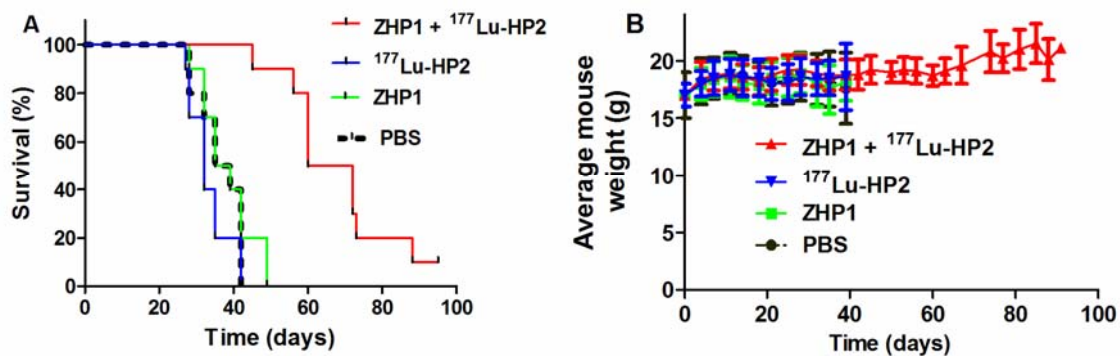 A
ZHP1 + ¹⁷⁷Lu-HP2
¹⁷⁷Lu-HP2
ZHP1
PBS
Survival (%)
100
80
60
40
20
0
0 20 40 60 80 100
Time (days)
B
Average mouse
weight (g)
20
15
10
5
0
ZHP1 + ¹⁷⁷Lu-HP2
¹⁷⁷Lu-HP2
ZHP1
PBS
0 20 40 60 80 100
Time (days)